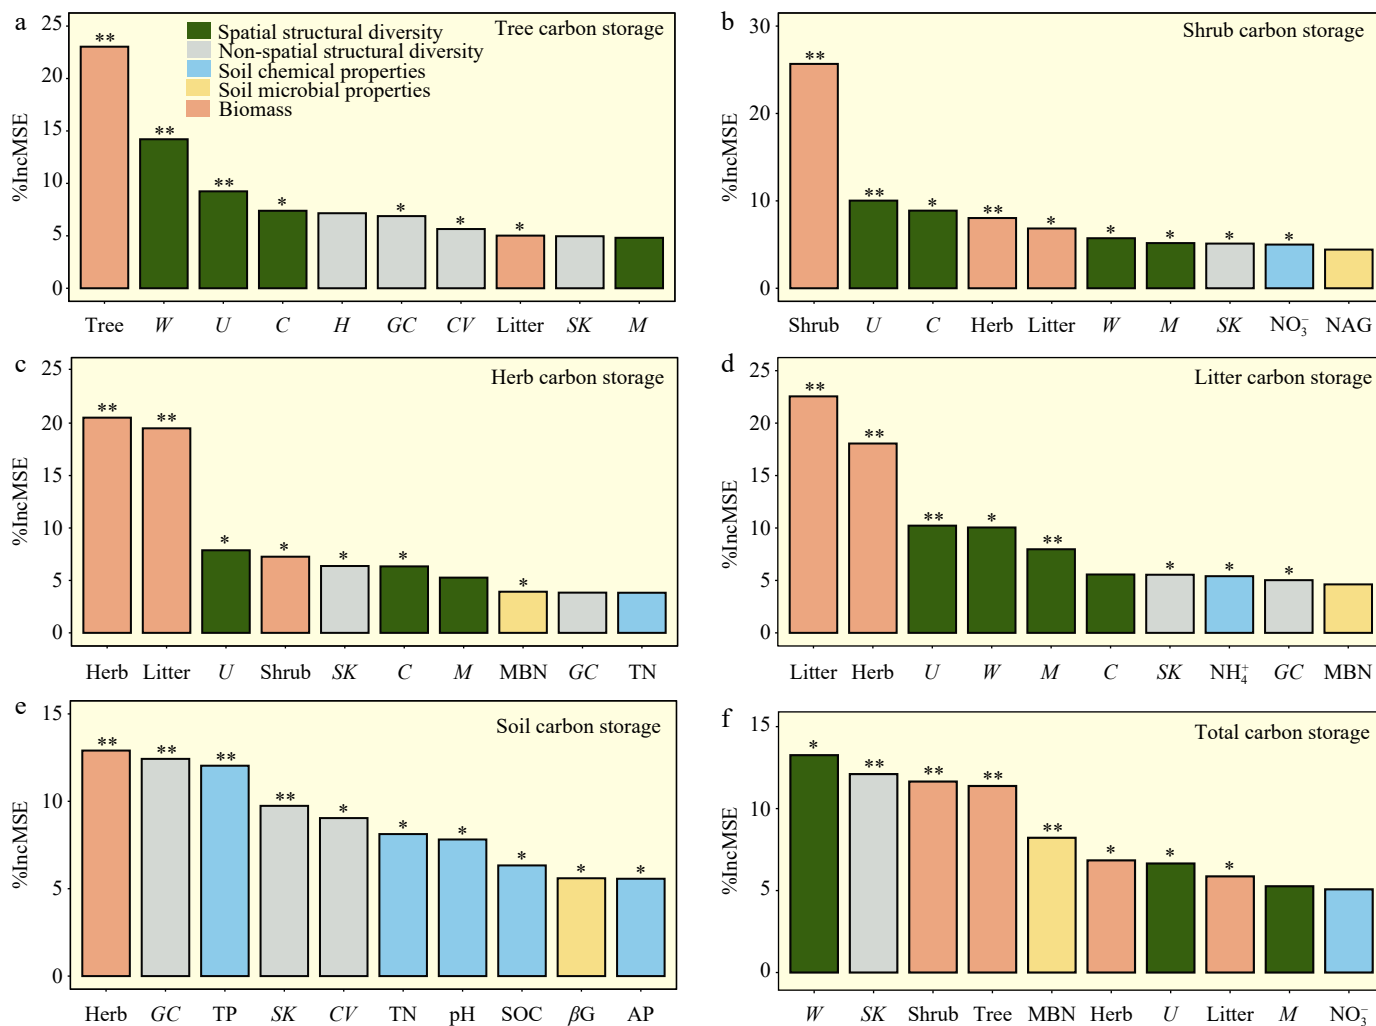 a
Tree carbon storage
Spatial structural diversity
Non-spatial structural diversity
Soil chemical properties
Soil microbial properties
Biomass
%IncMSE
25
20
15
10
5
0
** ** ** * * * *
Tree W U C H GC CV Litter SK M
b
Shrub carbon storage
%IncMSE
30
20
10
0
** ** * ** * * * * *
Shrub U C Herb Litter W M SK NO₃⁻ NAG
c
Herb carbon storage
%IncMSE
25
20
15
10
5
0
** ** * * * * *
Herb Litter U Shrub SK C M MBN GC TN
d
Litter carbon storage
%IncMSE
25
20
15
10
5
0
** ** ** * ** * * *
Litter Herb U W M C SK NH₄⁺ GC MBN
e
Soil carbon storage
%IncMSE
15
10
5
0
** ** ** ** * * * * * *
Herb GC TP SK CV TN pH SOC βG AP
f
Total carbon storage
%IncMSE
15
10
5
0
* ** ** ** ** * * *
W SK Shrub Tree MBN Herb U Litter M NO₃⁻